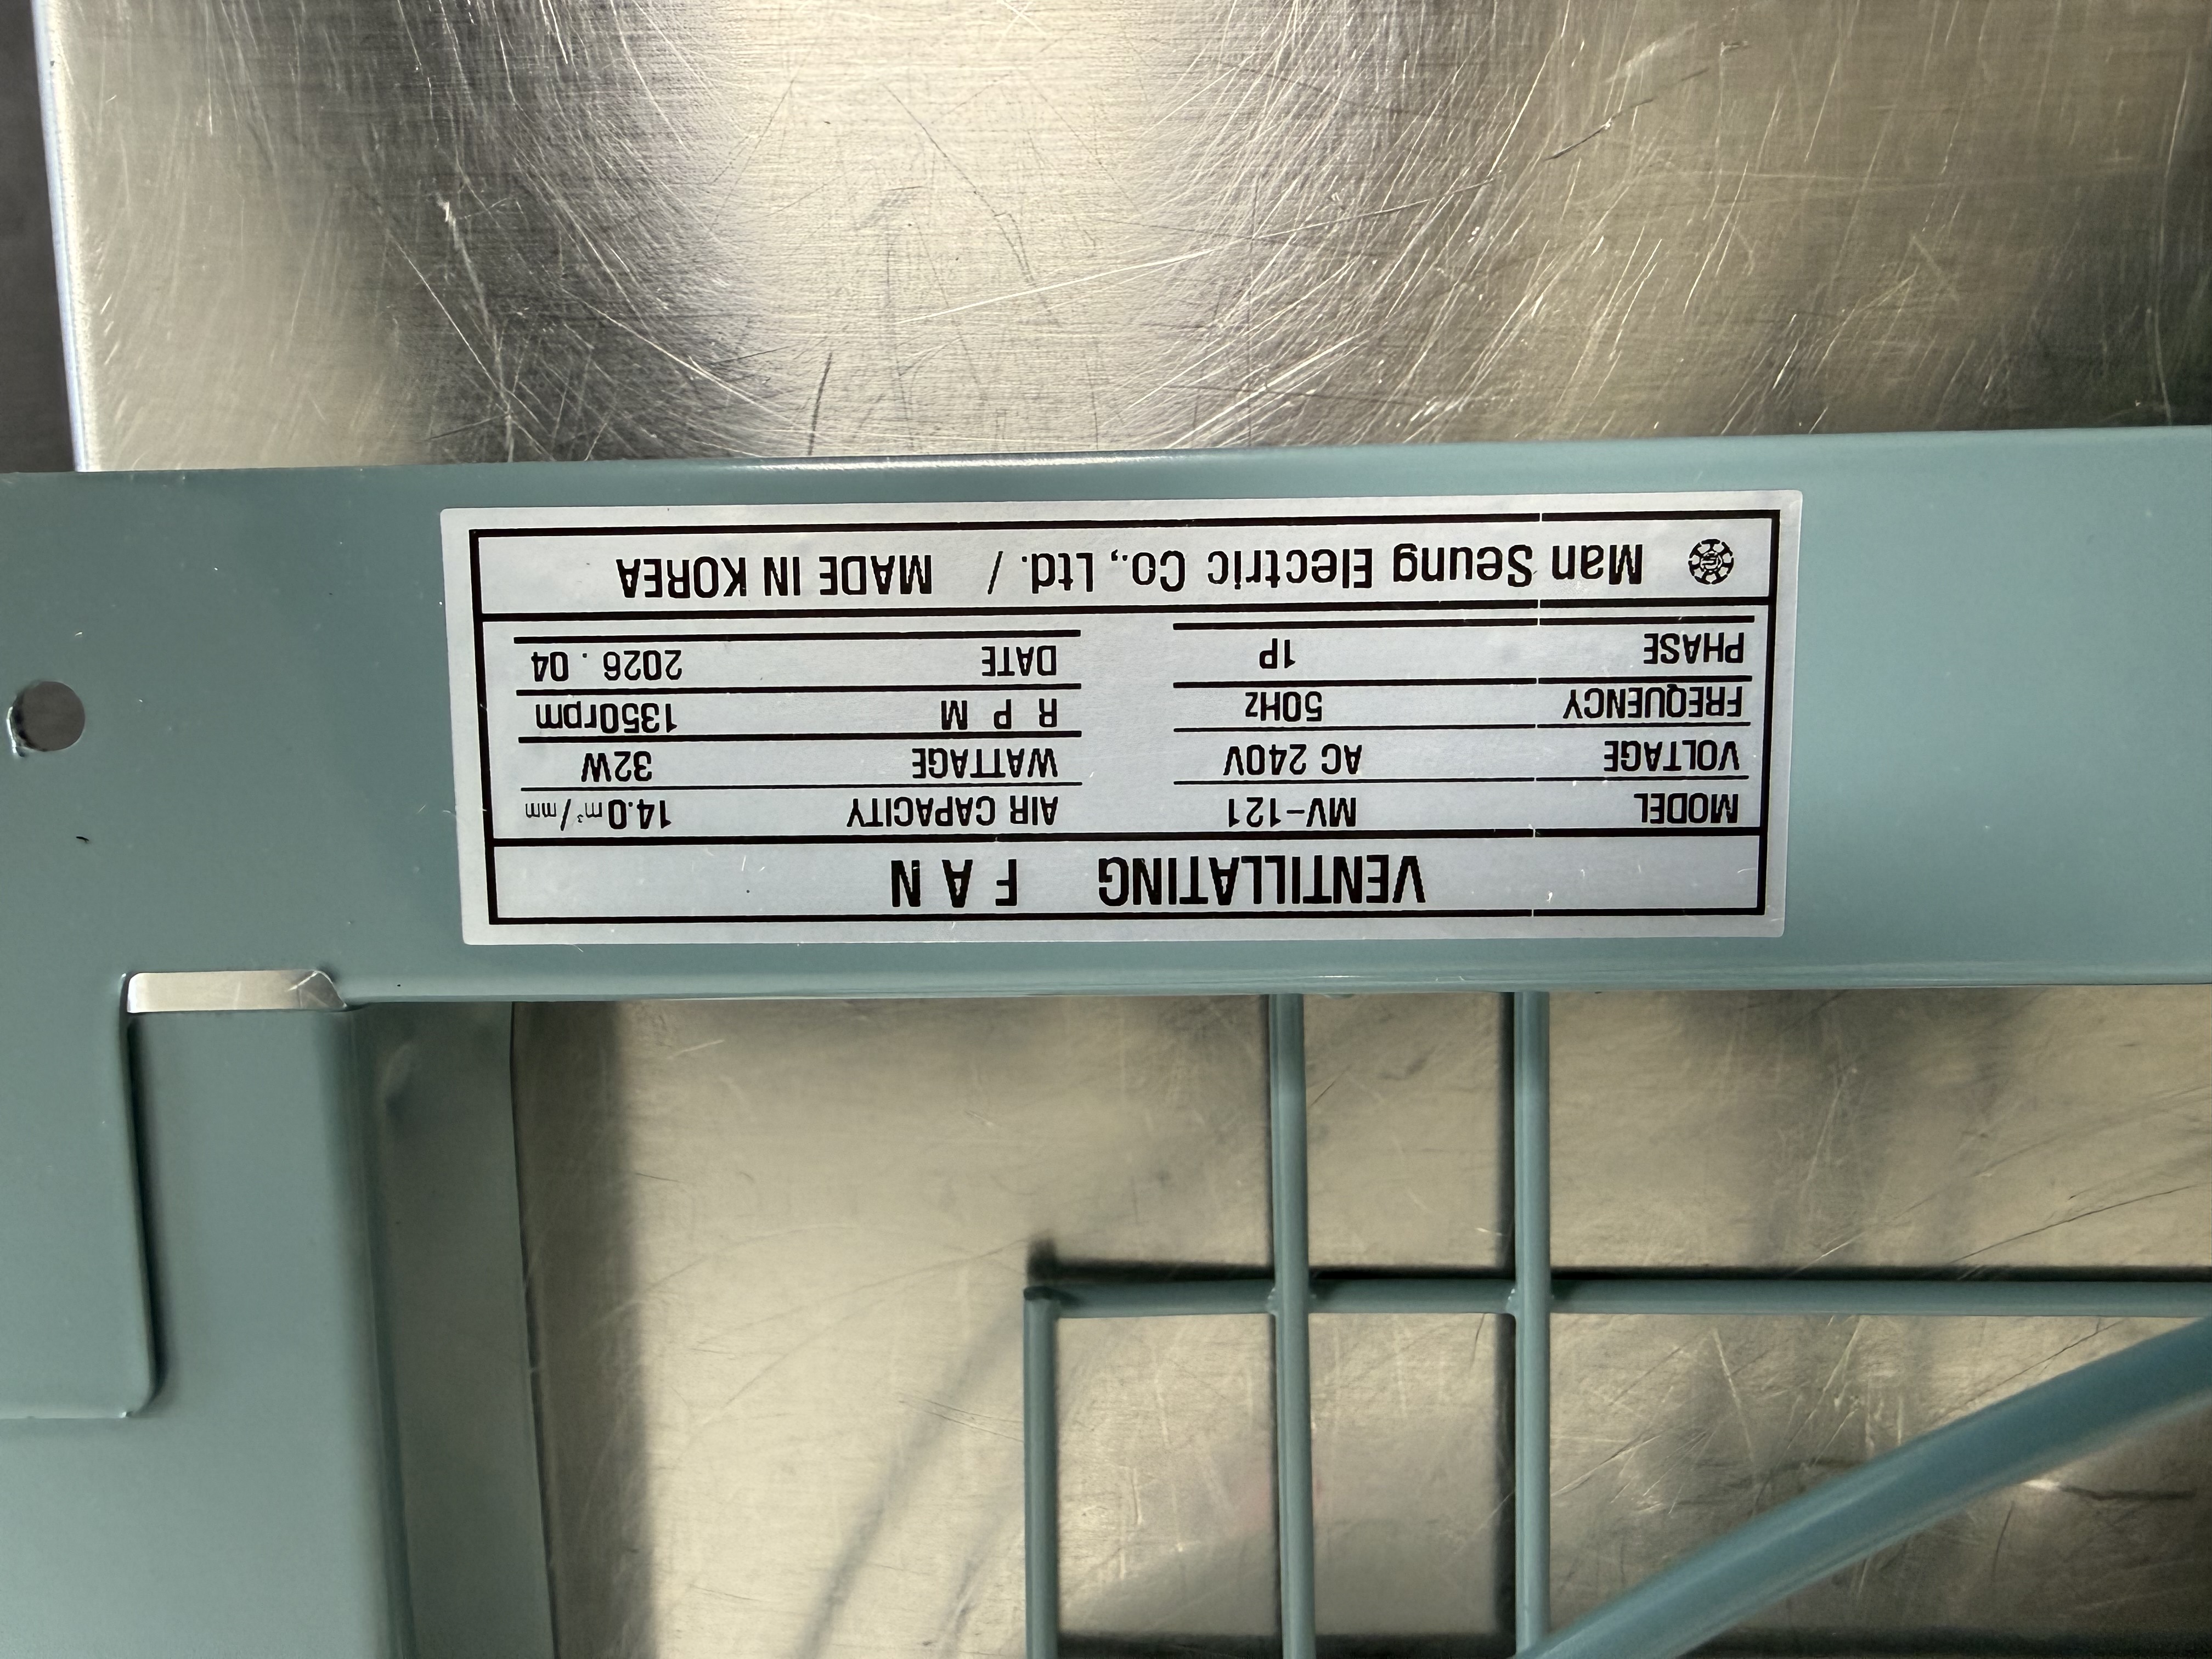 VENTILLATING FAN
MODEL MV-121 AIR CAPACITY 14.0m³/mm
VOLTAGE AC 240V WATTAGE 32W
FREQUENCY 50Hz R P M 1350rpm
PHASE 1P DATE 2026 . 04
Man Seung Electric Co., Ltd. / MADE IN KOREA